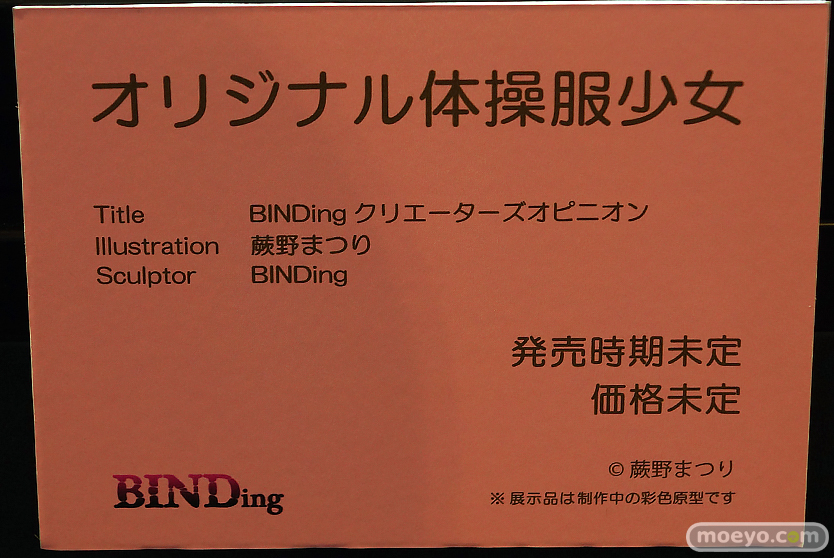 オリジナル体操服少女
Title BINDing クリエーターズオピニオン
Illustration 蕨野まつり
Sculptor BINDing
発売時期未定
価格未定
© 蕨野まつり
※ 展示品は制作中の彩色原型です
BINDing
moeyo.com